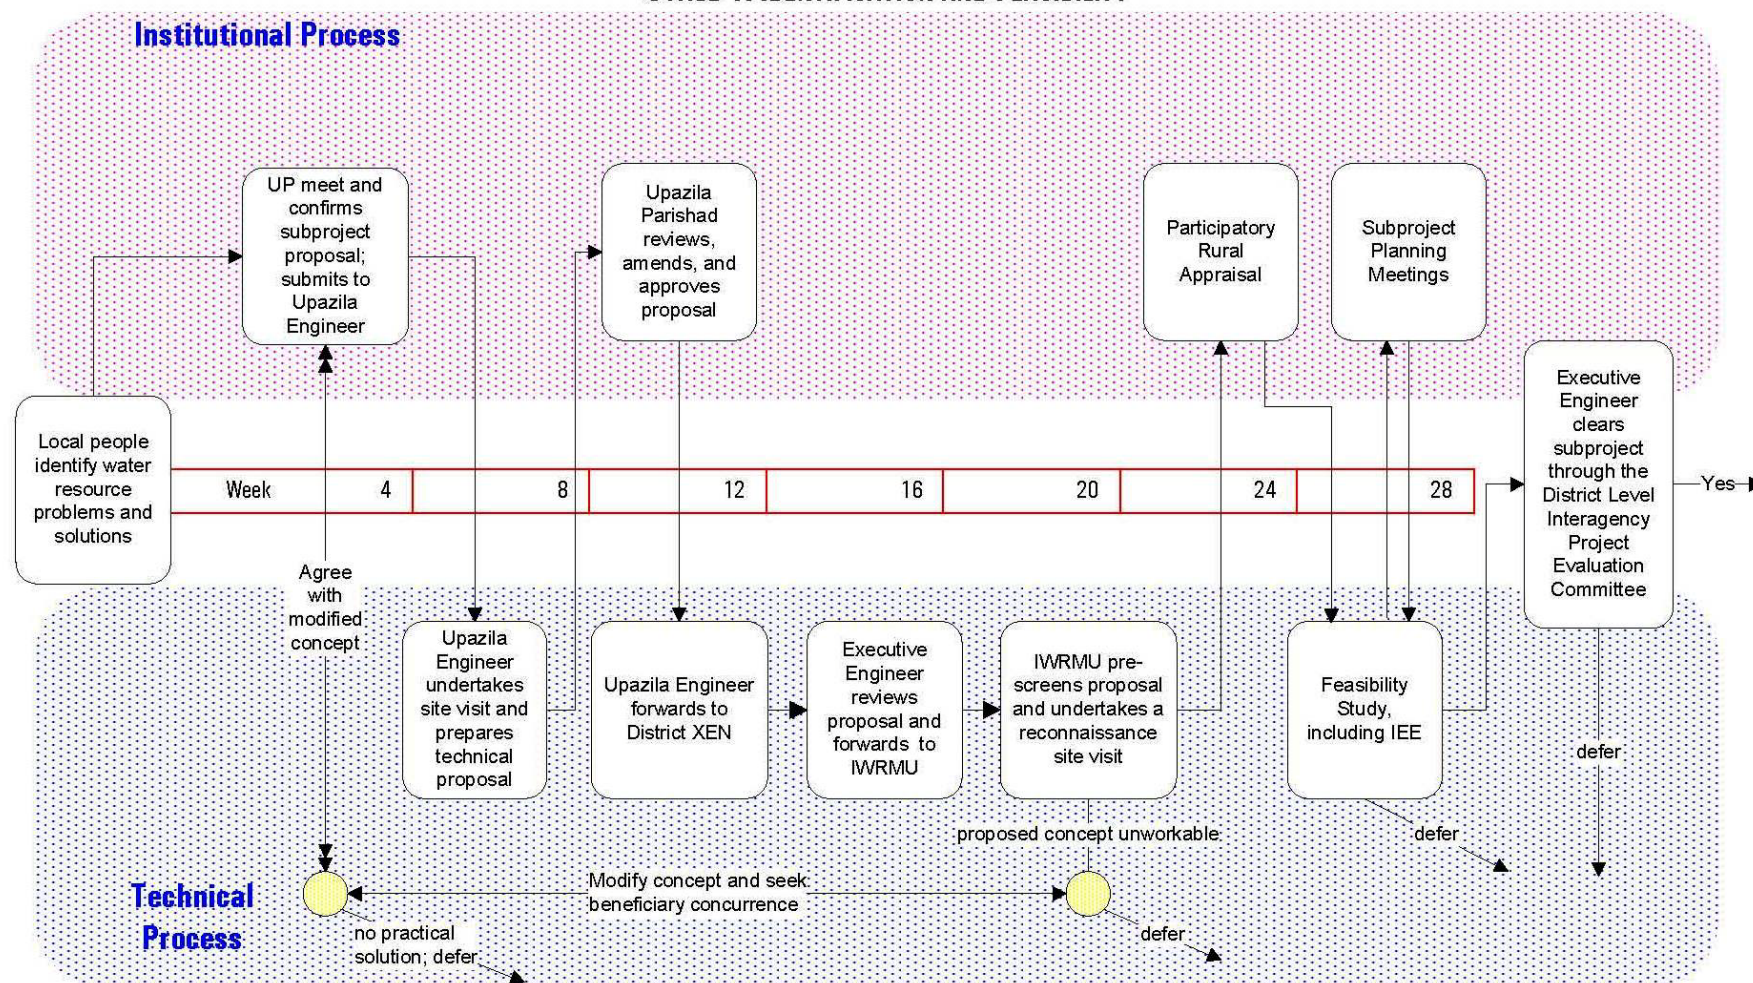 Institutional Process
UP meet and
confirms
subproject
proposal;
submits to
Upazila
Engineer
Upazila
Parishad
reviews,
amends, and
approves
proposal
Participatory
Rural
Appraisal
Subproject
Planning
Meetings
Local people
identify water
resource
problems and
solutions
Week 4 8 12 16 20 24 28
Executive
Engineer
clears
subproject
through the
District Level
Interagency
Project
Evaluation
Committee
Yes
Agree
with
modified
concept
Upazila
Engineer
undertakes
site visit and
prepares
technical
proposal
Upazila Engineer
forwards to
District XEN
Executive
Engineer
reviews
proposal and
forwards to
IWRMU
IWRMU pre-
screens proposal
and undertakes a
reconnaissance
site visit
Feasibility
Study,
including IEE
defer
proposed concept unworkable
defer
Technical
Process
Modify concept and seek
beneficiary concurrence
no practical
solution; defer
defer